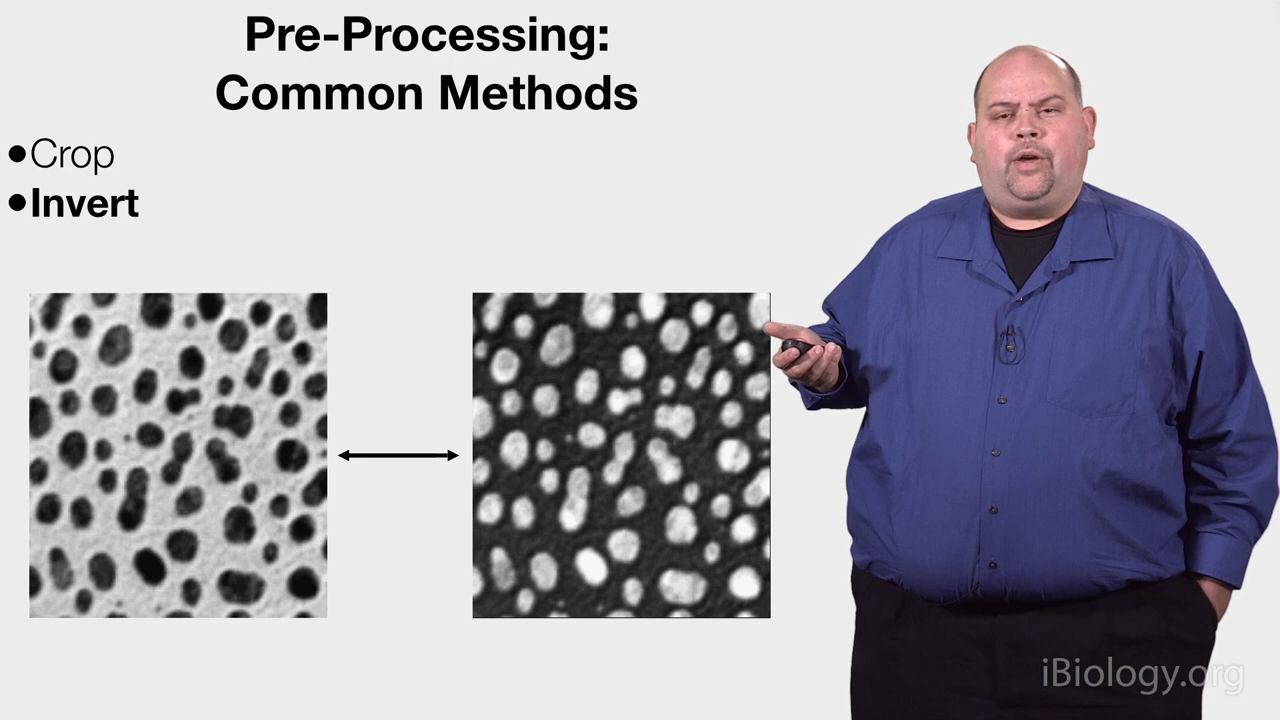 Pre-Processing:
Common Methods
●Crop
●Invert
iBiology.org